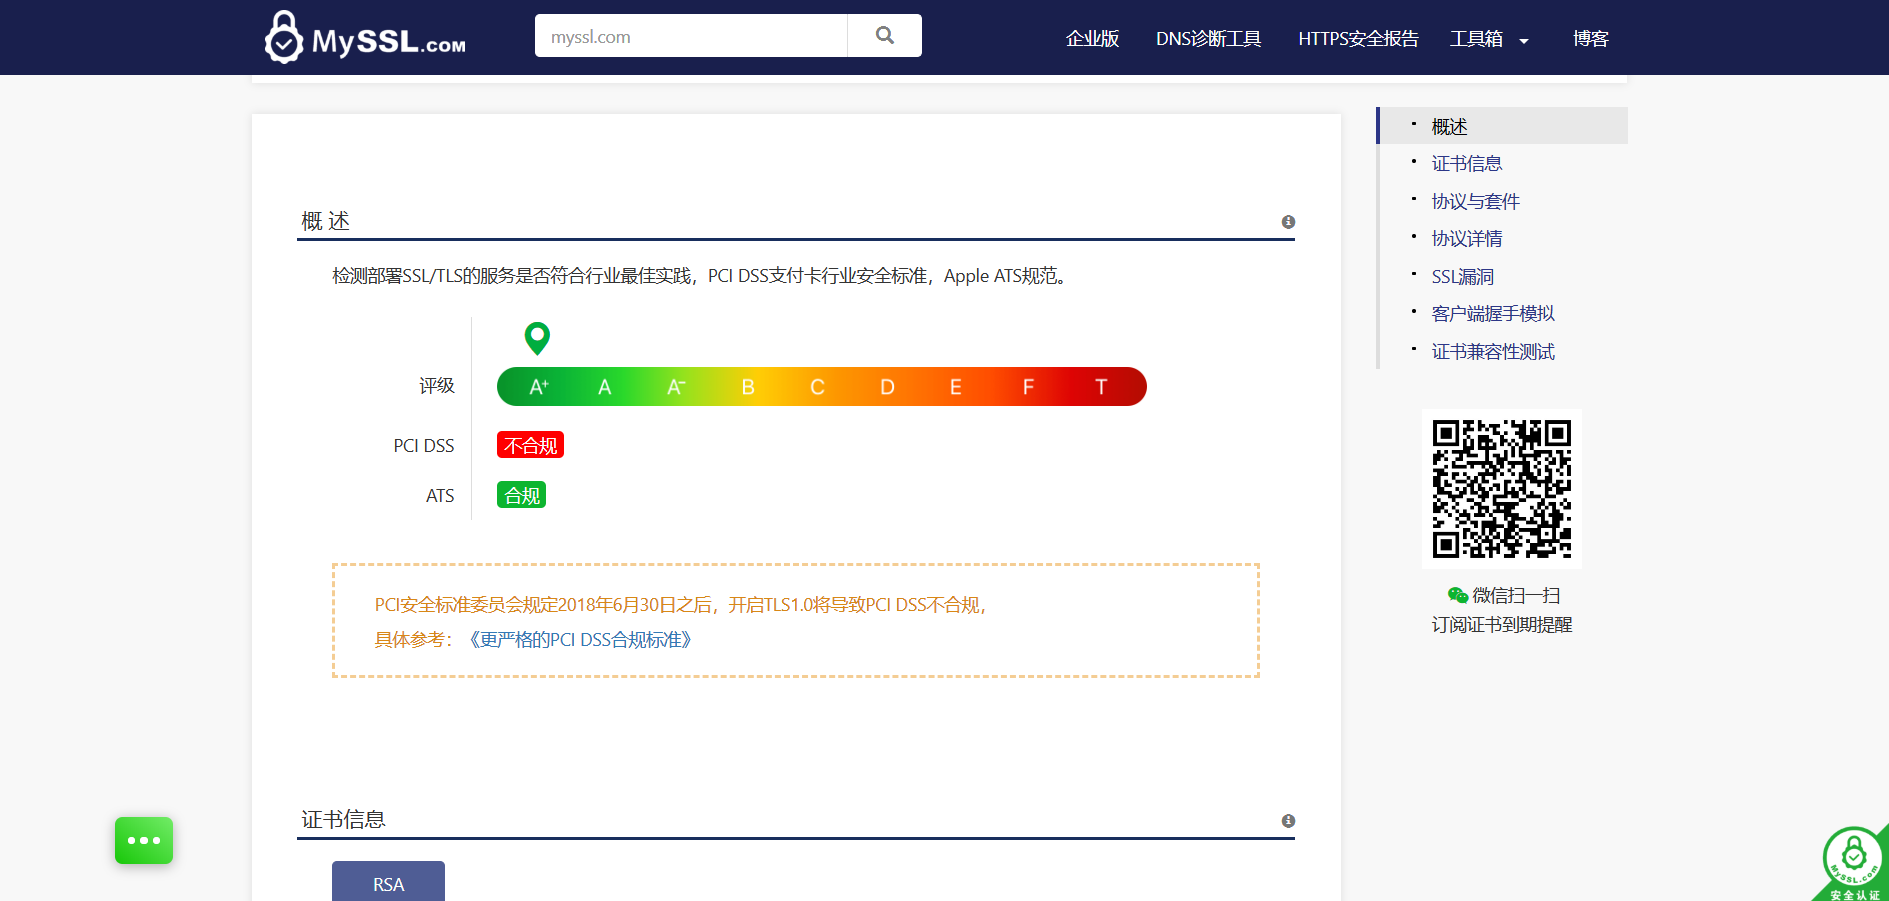 MySSL.COM
myssl.com
企业版
DNS诊断工具
HTTPS安全报告
工具箱
博客
概述
检测部署SSL/TLS的服务是否符合行业最佳实践，PCI DSS支付卡行业安全标准，Apple ATS规范。
评级
A+ A A- B C D E F T
PCI DSS 不合规
ATS 合规
PCI安全标准委员会规定2018年6月30日之后，开启TLS1.0将导致PCI DSS不合规，
具体参考：《更严格的PCI DSS合规标准》
证书信息
RSA
概述
证书信息
协议与套件
协议详情
SSL漏洞
客户端握手模拟
证书兼容性测试
微信扫一扫
订阅证书到期提醒
MySSL.com
安全认证